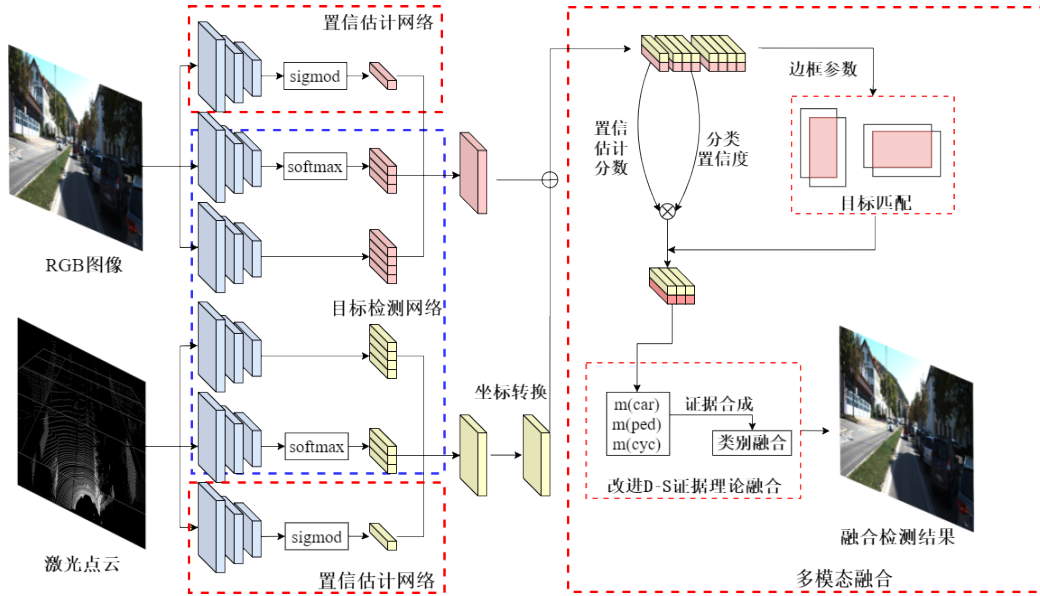 置信估计网络
sigmod
softmax
RGB图像
目标检测网络
softmax
激光点云
sigmod
置信估计网络
坐标转换
置信
估计
分数
分类
置信度
边框参数
目标匹配
m(car)
m(ped)
m(cyc)
证据合成
类别融合
改进D-S证据理论融合
融合检测结果
多模态融合